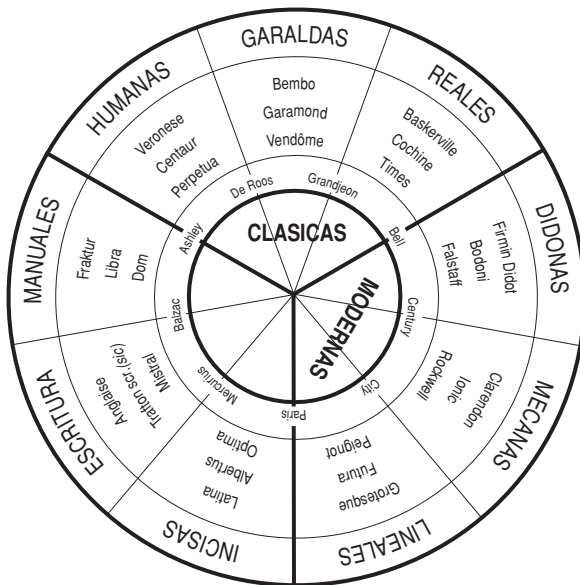 GARALDAS
Bembo
Garamond
Vendôme
REALES
Baskerville
Cochine
Times
DIDONAS
Firmin Didot
Bodoni
Falstaff
MECANAS
Clarendon
Ionic
Rockwell
LINEALES
Grotesque
Futura
Peignot
INCISAS
Latina
Albertus
Optima
ESCRITURA
Anglaise
Traiton scr. (sic)
Mistral
MANUALES
Fraktur
Libra
Dom
HUMANAS
Veronese
Centaur
Perpetua
De Roos
Grandjeon
Bell
Century
City
Paris
Mercurius
Balzac
Ashley
CLASICAS
MODERNAS